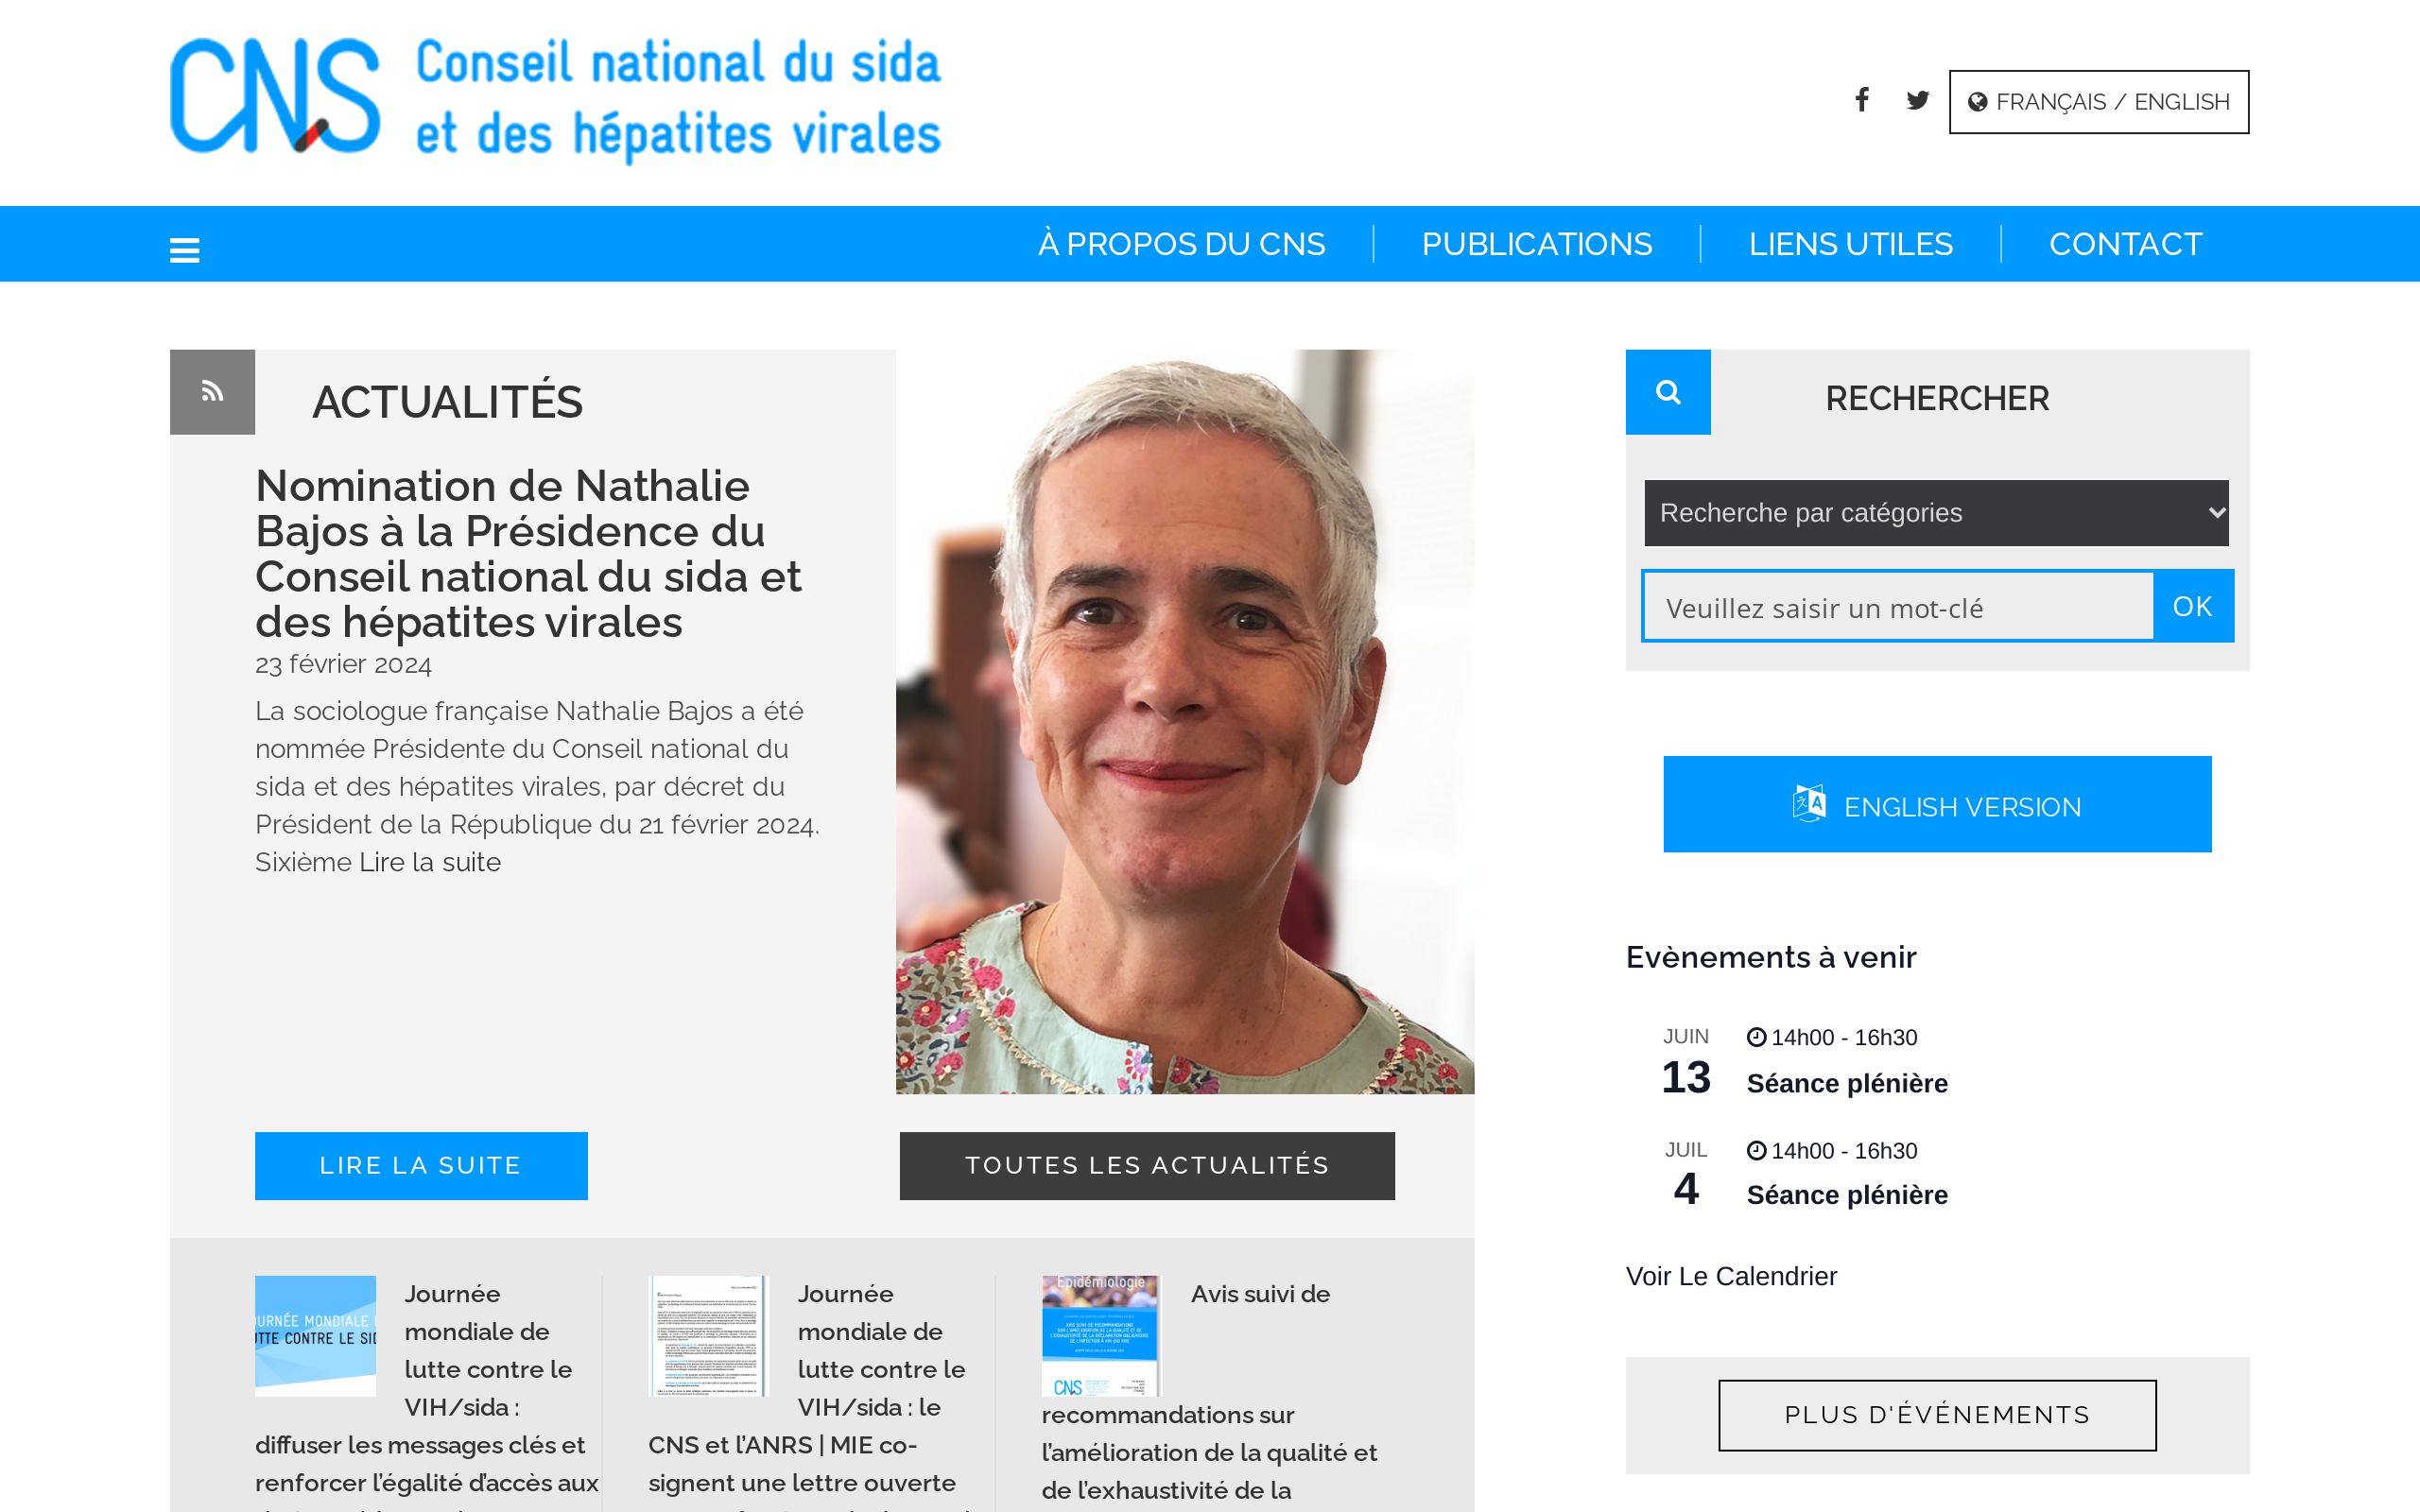 CNS
Conseil national du sida
et des hépatites virales
FRANÇAIS / ENGLISH
À PROPOS DU CNS
PUBLICATIONS
LIENS UTILES
CONTACT
ACTUALITÉS
Nomination de Nathalie
Bajos à la Présidence du
Conseil national du sida et
des hépatites virales
23 février 2024
La sociologue française Nathalie Bajos a été
nommée Présidente du Conseil national du
sida et des hépatites virales, par décret du
Président de la République du 21 février 2024.
Sixième Lire la suite
LIRE LA SUITE
TOUTES LES ACTUALITÉS
URNÉE MONDIALE
TTE CONTRE LE SID
Journée
mondiale de
lutte contre le
VIH/sida :
diffuser les messages clés et
renforcer l’égalité d’accès aux
Journée
mondiale de
lutte contre le
VIH/sida : le
CNS et l’ANRS | MIE co-
signent une lettre ouverte
Epidémiologie
CNS
Avis suivi de
recommandations sur
l’amélioration de la qualité et
de l’exhaustivité de la
RECHERCHER
Recherche par catégories
Veuillez saisir un mot-clé
OK
ENGLISH VERSION
Evènements à venir
JUIN
13
14h00 - 16h30
Séance plénière
JUIL
4
14h00 - 16h30
Séance plénière
Voir Le Calendrier
PLUS D'ÉVÉNEMENTS